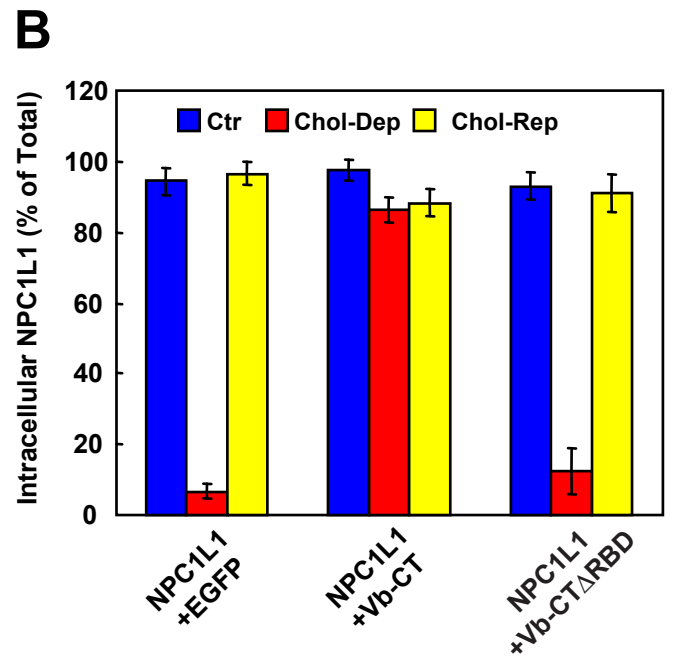 B
Intracellular NPC1L1 (% of Total)
120
100
80
60
40
20
0
Ctr Chol-Dep Chol-Rep
NPC1L1
+EGFP
NPC1L1
+Vb-CT
NPC1L1
+Vb-CTΔRBD